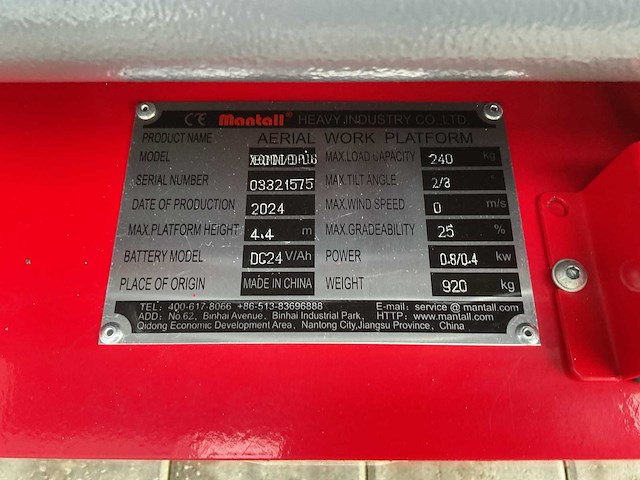 CE Mantall® HEAVY INDUSTRY CO.,LTD.
PRODUCT NAME AERIAL WORK PLATFORM
MODEL MAX.LOAD CAPACITY 240 kg
SERIAL NUMBER 03321575 MAX.TILT ANGLE 2/3 °
DATE OF PRODUCTION 2024 MAX.WIND SPEED 0 m/s
MAX.PLATFORM HEIGHT 4.4 m MAX.GRADEABILITY 25 %
BATTERY MODEL DC24 V/Ah POWER 0.8/0.4 kw
PLACE OF ORIGIN MADE IN CHINA WEIGHT 920 kg
TEL: 400-617-8066 +86-513-83696888 E-mail: service @ mantall.com
ADD: No 62, Binhai Avenue, Binhai Industrial Park, HTTP: www.mantall.com
Qidong Economic Development Area, Nantong City,Jiangsu Province, China